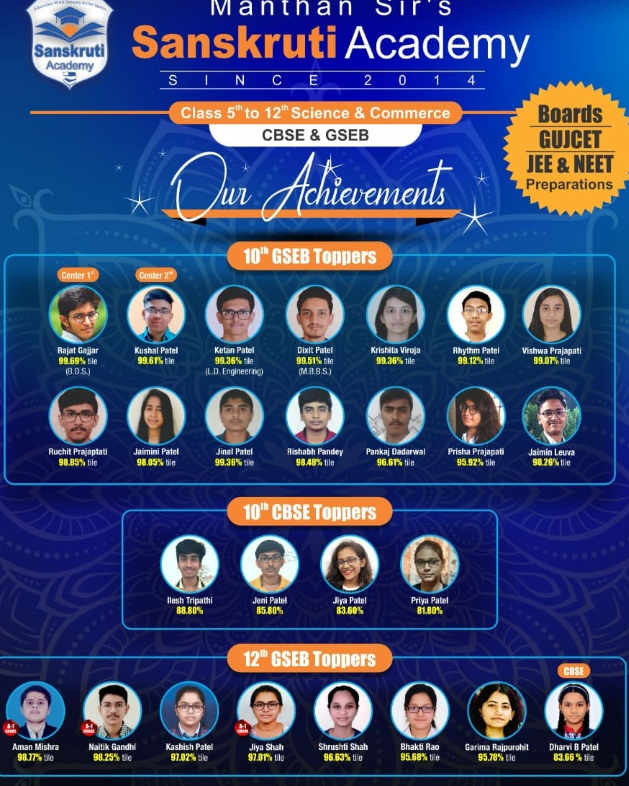 Manthan Sir's
Sanskruti Academy
SINCE 2014
Sanskruti
Academy
Class 5th to 12th Science & Commerce
CBSE & GSEB
Boards
GUJCET
JEE & NEET
Preparations
Our Achievements
10th GSEB Toppers
Center 1st
Center 2nd
Rajat Gajjar
99.69% tile
(B.D.S.)
Kushal Patel
99.61% tile
Ketan Patel
99.36% tile
(L.D. Engineering)
Dixit Patel
99.51% tile
(M.B.B.S.)
Krishita Viroja
99.36% tile
Rhythm Patel
99.12% tile
Vishwa Prajapati
99.07% tile
Ruchit Prajaptati
98.85% tile
Jaimini Patel
98.05% tile
Jinal Patel
99.36% tile
Rishabh Pandey
98.48% tile
Pankaj Dadarwal
96.61% tile
Prisha Prajapati
95.92% tile
Jaimin Leuva
98.26% tile
10th CBSE Toppers
Ilesh Tripathi
88.80%
Jeni Patel
85.80%
Jiya Patel
83.60%
Priya Patel
81.80%
12th GSEB Toppers
CBSE
A-1
GRADE
Aman Mishra
98.77% tile
A-1
GRADE
Naitik Gandhi
98.25% tile
Kashish Patel
97.02% tile
A-1
GRADE
Jiya Shah
97.01% tile
Shrushti Shah
96.63% tile
Bhakti Rao
95.68% tile
Garima Rajpurohit
95.78% tile
Dharvi B Patel
83.66 % tile